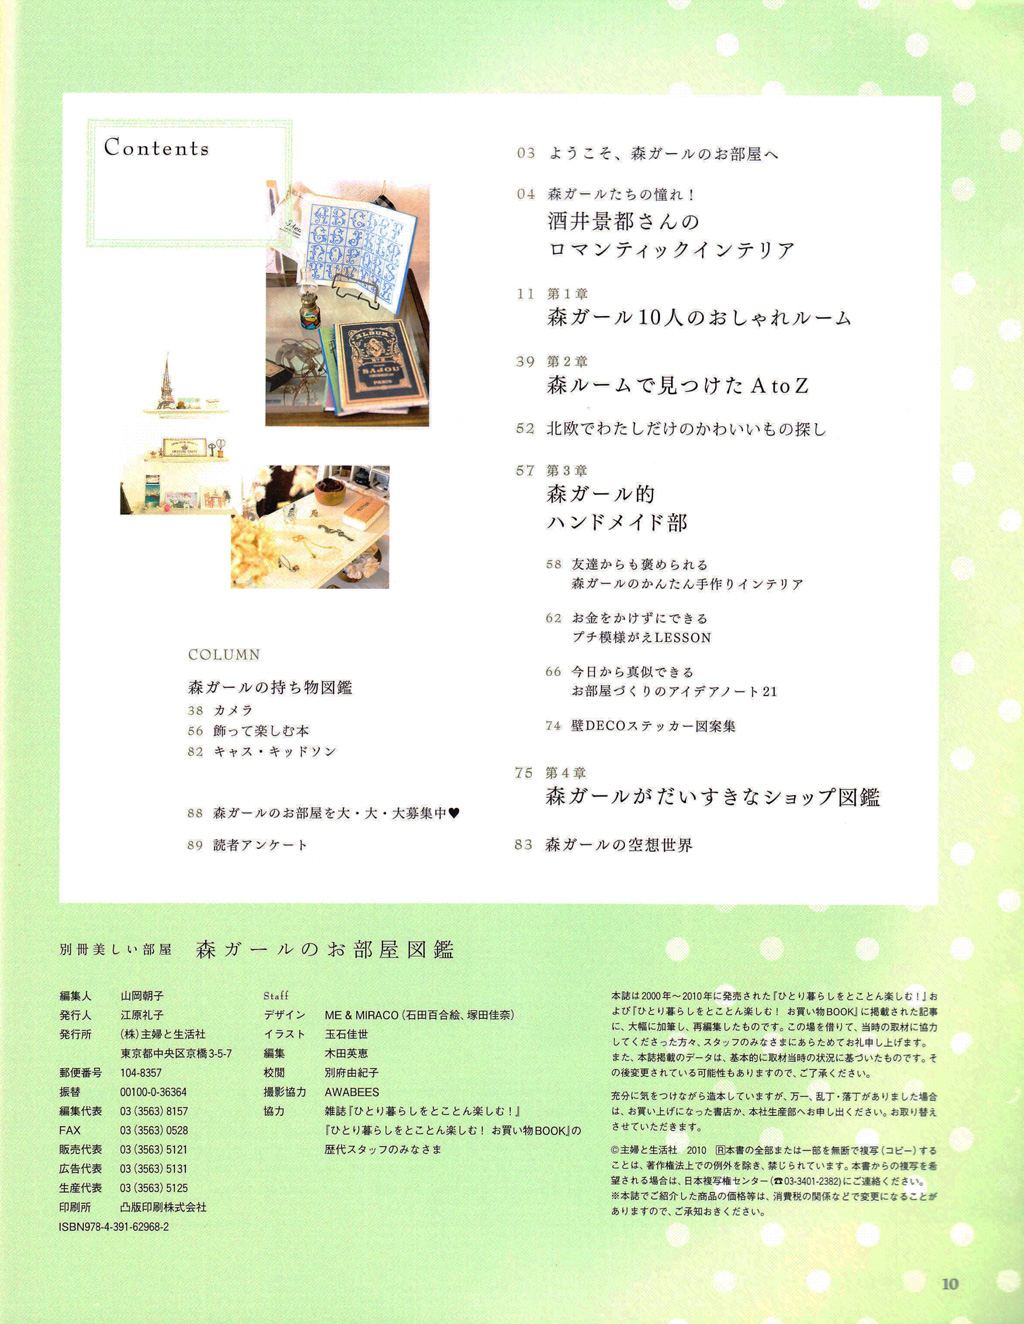 Contents
03 ようこそ、森ガールのお部屋へ
04 森ガールたちの憧れ！
酒井景都さんの
ロマンティックインテリア
11 第1章
森ガール10人のおしゃれルーム
39 第2章
森ルームで見つけた A to Z
52 北欧でわたしだけのかわいいもの探し
57 第3章
森ガール的
ハンドメイド部
58 友達からも褒められる
森ガールのかんたん手作りインテリア
62 お金をかけずにできる
プチ模様がえLESSON
66 今日から真似できる
お部屋づくりのアイデアノート21
74 壁DECOステッカー図案集
75 第4章
森ガールがだいすきなショップ図鑑
83 森ガールの空想世界
ALBUM
SAJOU
PARIS
COLUMN
森ガールの持ち物図鑑
38 カメラ
56 飾って楽しむ本
82 キャス・キッドソン
88 森ガールのお部屋を大・大・大募集中♥
89 読者アンケート
別冊美しい部屋 森ガールのお部屋図鑑
編集人 山岡朝子
発行人 江原礼子
発行所 (株)主婦と生活社
東京都中央区京橋3-5-7
郵便番号 104-8357
振替 00100-0-36364
編集代表 03(3563)8157
FAX 03(3563)0528
販売代表 03(3563)5121
広告代表 03(3563)5131
生産代表 03(3563)5125
印刷所 凸版印刷株式会社
ISBN978-4-391-62968-2
Staff
デザイン ME & MIRACO(石田百合絵、塚田佳奈)
イラスト 玉石佳世
編集 木田英恵
校閲 別府由紀子
撮影協力 AWABEES
協力 雑誌『ひとり暮らしをとことん楽しむ！』
『ひとり暮らしをとことん楽しむ！ お買い物BOOK』の
歴代スタッフのみなさま
本誌は2000年〜2010年に発売された『ひとり暮らしをとことん楽しむ！』お
よび『ひとり暮らしをとことん楽しむ！ お買い物BOOK』に掲載された記事
に、大幅に加筆し、再編集したものです。この場を借りて、当時の取材に協力
してくださった方々、スタッフのみなさまにあらためてお礼申し上げます。
また、本誌掲載のデータは、基本的に取材当時の状況に基づいたものです。そ
の後変更されている可能性もありますので、ご了承ください。
充分に気をつけながら造本していますが、万一、乱丁・落丁がありました場合
は、お買い上げになった書店か、本社生産部へお申し出ください。お取り替え
させていただきます。
©主婦と生活社 2010 Ⓡ本書の全部または一部を無断で複写(コピー)する
ことは、著作権法上での例外を除き、禁じられています。本書からの複写を希
望される場合は、日本複写権センター(☎03-3401-2382)にご連絡ください。
※本誌でご紹介した商品の価格等は、消費税の関係などで変更になることが
ありますので、ご承知おきください。
10